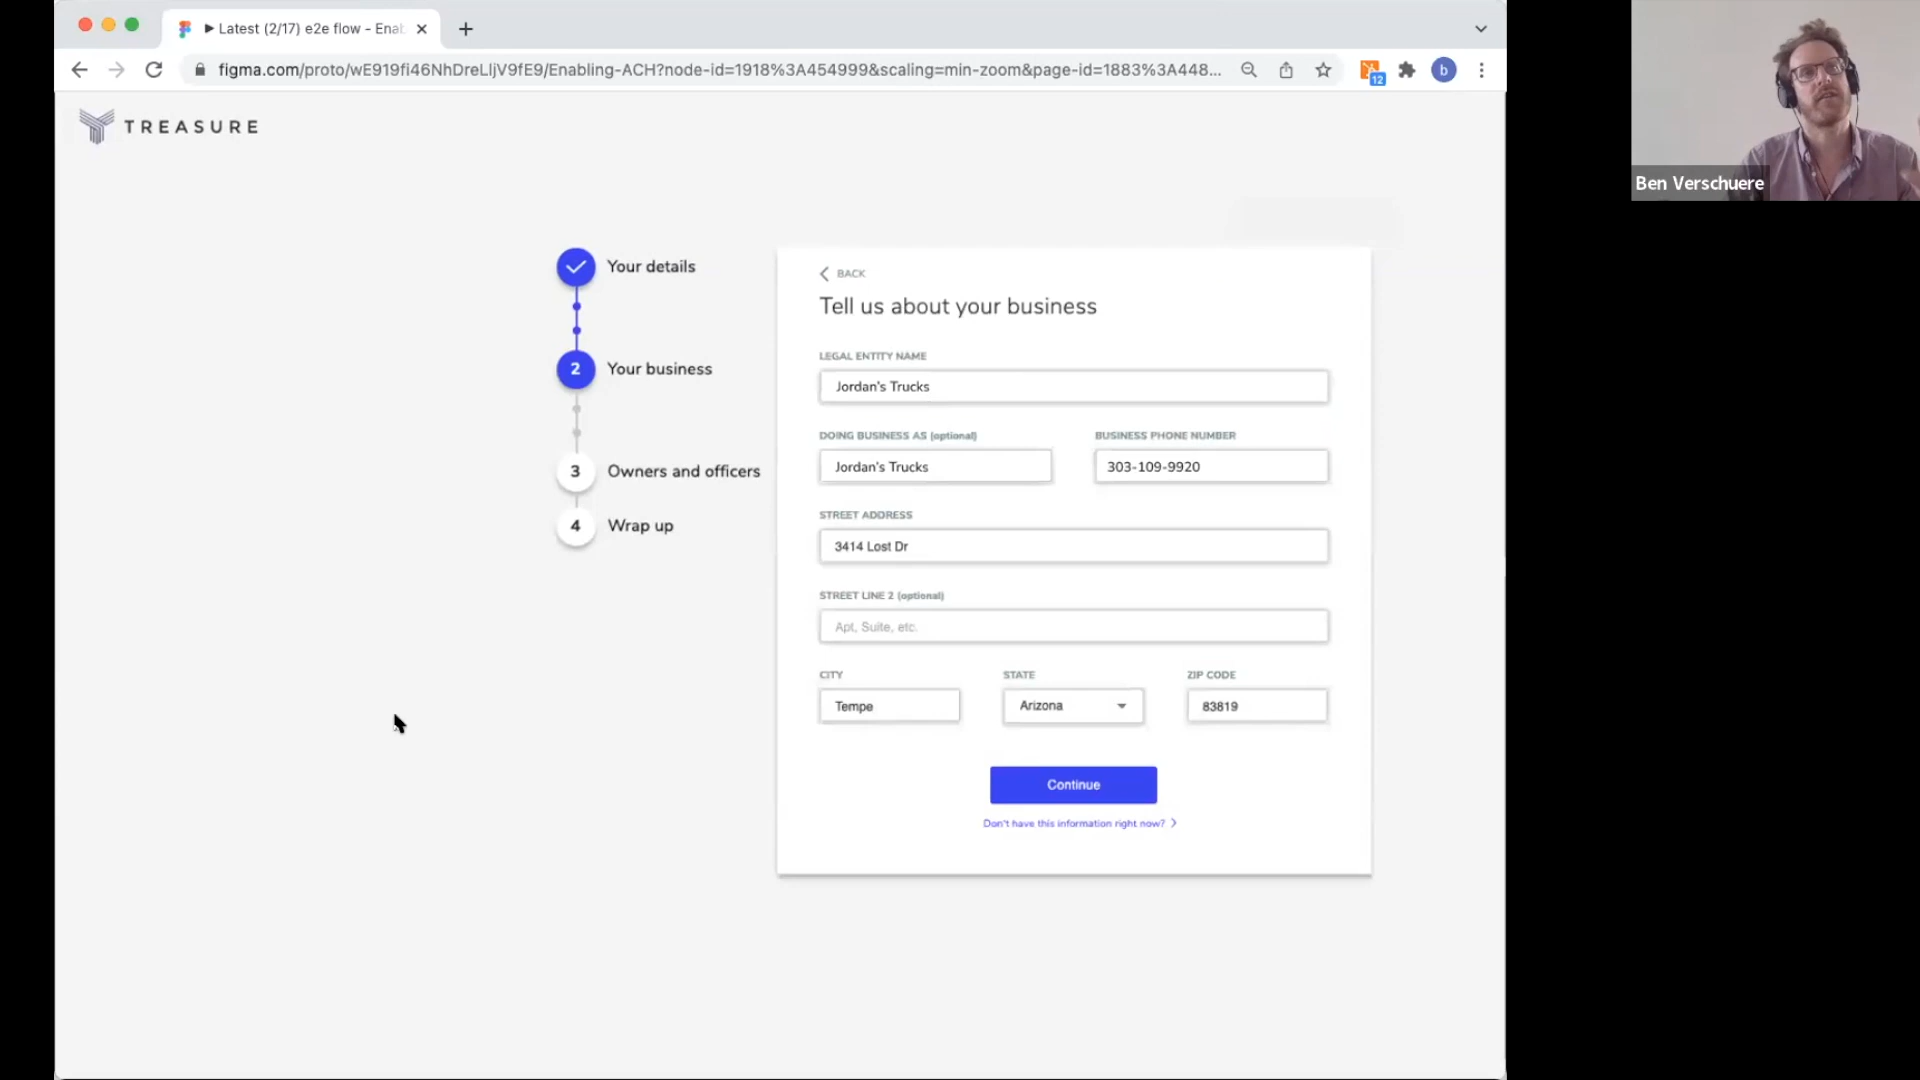 Latest (2/17) e2e flow - Enab
figma.com/proto/wE919fi46NhDreLIjV9fE9/Enabling-ACH?node-id=1918%3A454999&scaling=min-zoom&page-id=1883%3A448...
12
b
TREASURE
Ben Verschuere
Your details
2
Your business
3
Owners and officers
4
Wrap up
BACK
Tell us about your business
LEGAL ENTITY NAME
Jordan's Trucks
DOING BUSINESS AS (optional)
BUSINESS PHONE NUMBER
Jordan's Trucks
303-109-9920
STREET ADDRESS
3414 Lost Dr
STREET LINE 2 (optional)
Apt, Suite, etc.
CITY
STATE
ZIP CODE
Tempe
Arizona
83819
Continue
Don't have this information right now?